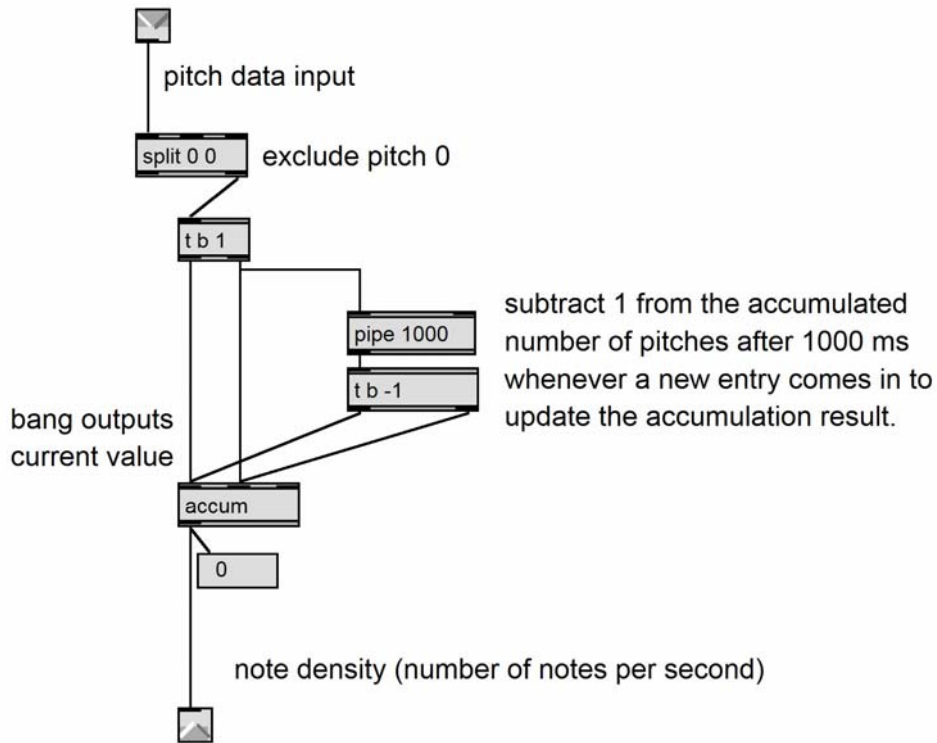 pitch data input
split 0 0
exclude pitch 0
t b 1
subtract 1 from the accumulated
pipe 1000
number of pitches after 1000 ms
t b -1
whenever a new entry comes in to
update the accumulation result.
bang outputs
current value
accum
0
note density (number of notes per second)